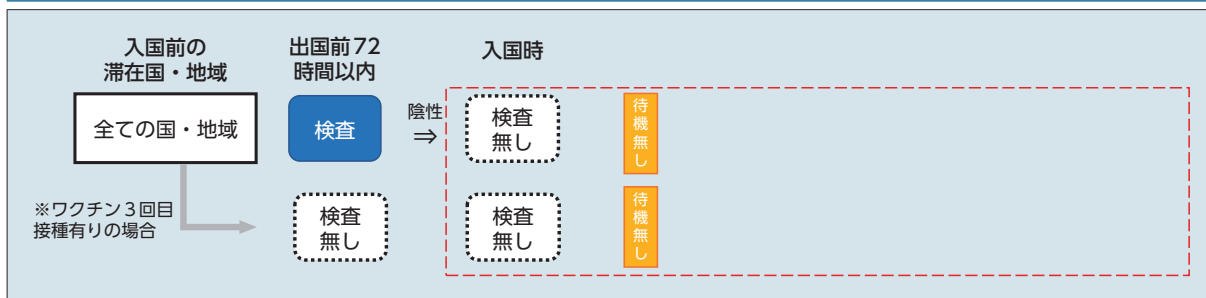 入国前の
滞在国・地域
出国前72
時間以内
入国時
全ての国・地域
検査
陰性
⇒
検査
無し
待機無し
※ワクチン３回目
接種有りの場合
検査
無し
検査
無し
待機無し